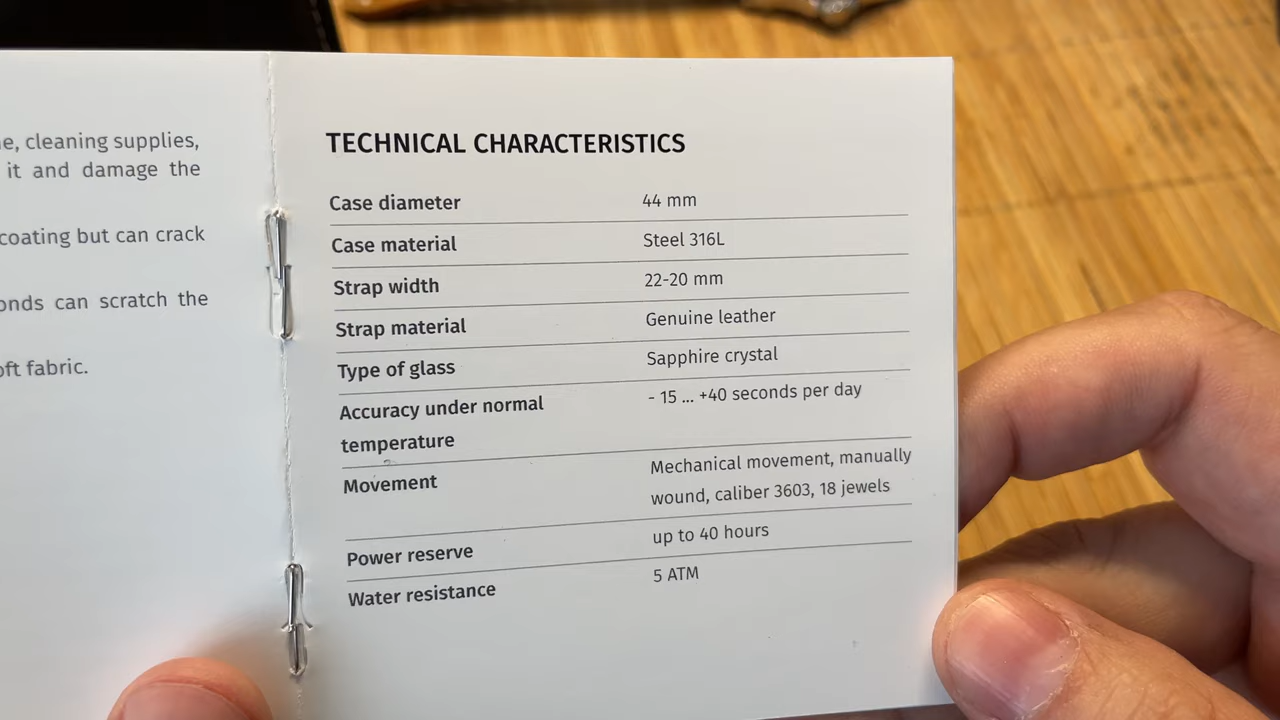 e, cleaning supplies,
it and damage the
coating but can crack
onds can scratch the
oft fabric.
TECHNICAL CHARACTERISTICS
Case diameter 44 mm
Case material Steel 316L
Strap width 22-20 mm
Strap material Genuine leather
Type of glass Sapphire crystal
Accuracy under normal - 15 ... +40 seconds per day
temperature
Movement Mechanical movement, manually
wound, caliber 3603, 18 jewels
Power reserve up to 40 hours
Water resistance 5 ATM